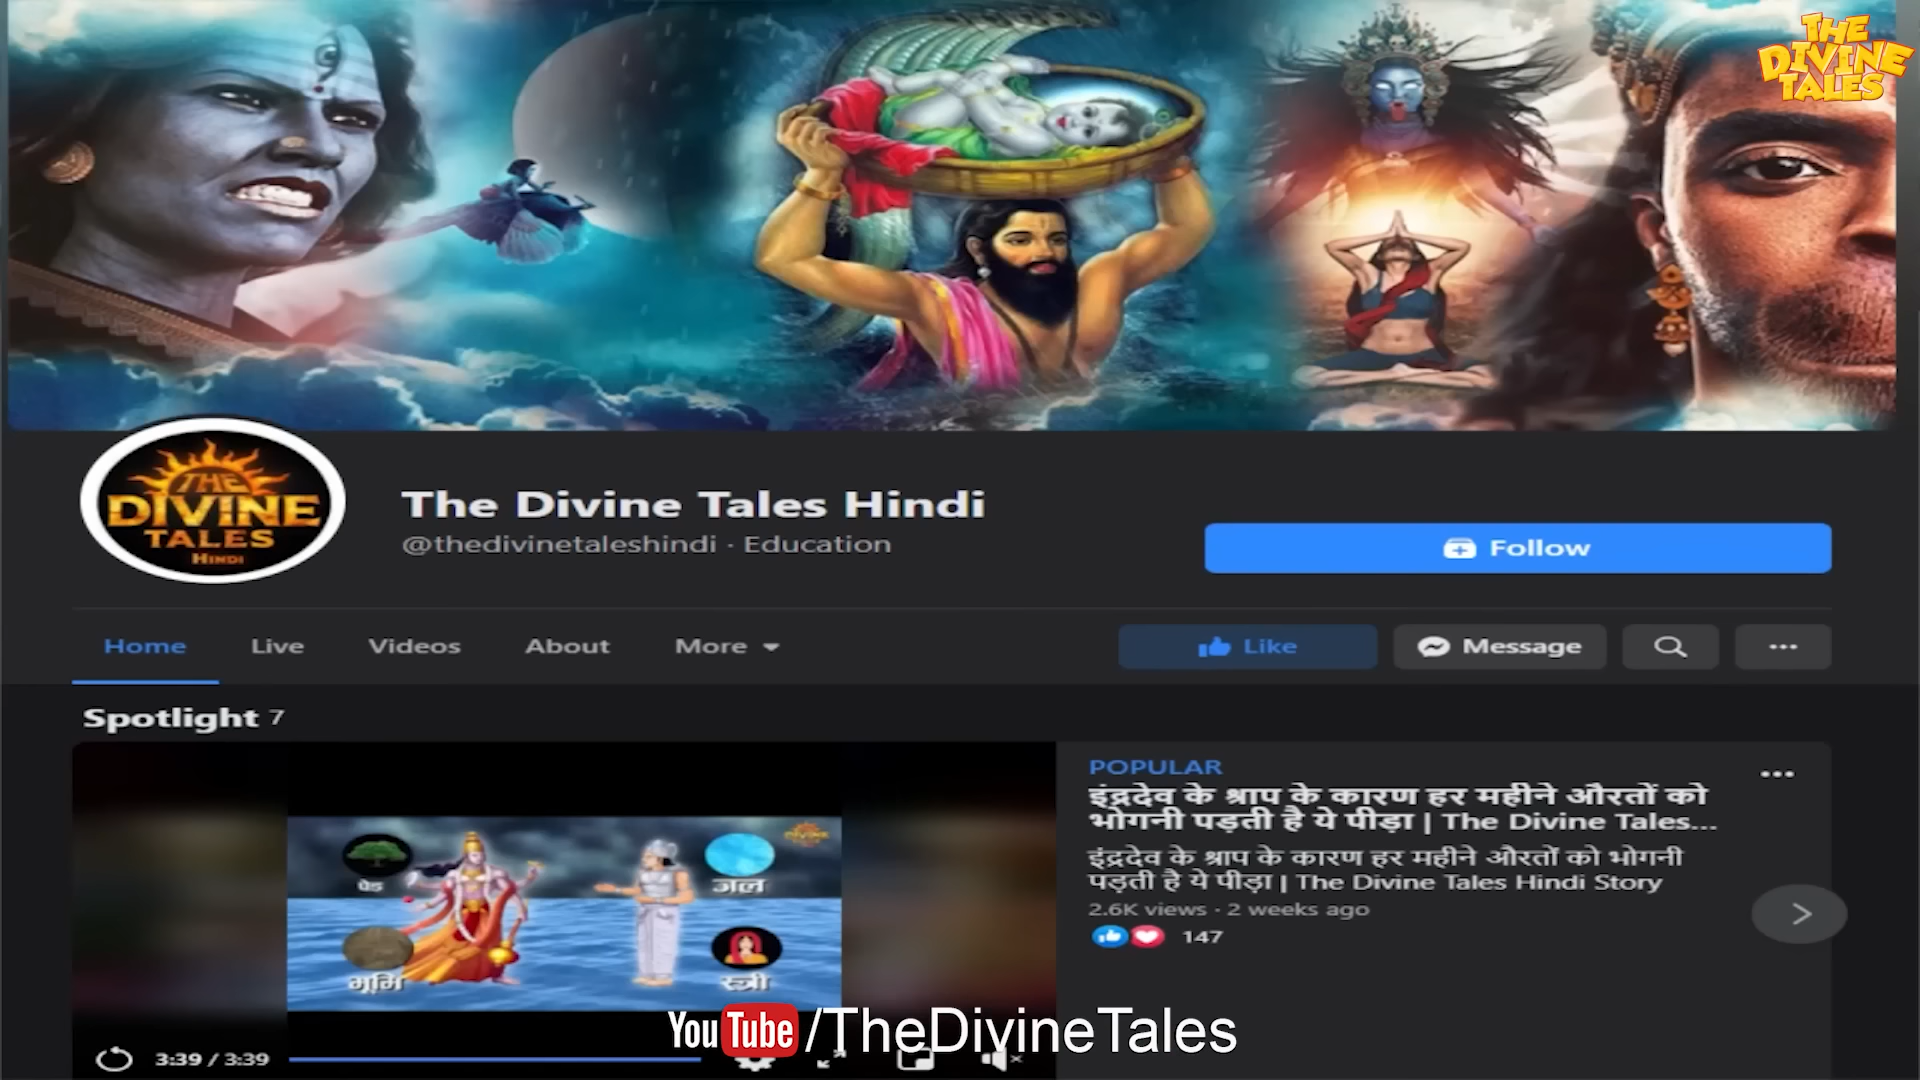 THE
DIVINE
TALES
THE
DIVINE
TALES
HINDI
The Divine Tales Hindi
@thedivinetaleshindi · Education
Follow
Home
Live
Videos
About
More
Like
Message
Spotlight 7
POPULAR
इंद्रदेव के श्राप के कारण हर महीने औरतों को
भोगनी पड़ती है ये पीड़ा | The Divine Tales...
इंद्रदेव के श्राप के कारण हर महीने औरतों को भोगनी
पड़ती है ये पीड़ा | The Divine Tales Hindi Story
2.6K views · 2 weeks ago
147
DIVINE
पेड़
जल
भूमि
स्त्री
YouTube/TheDivineTales
3:39 / 3:39